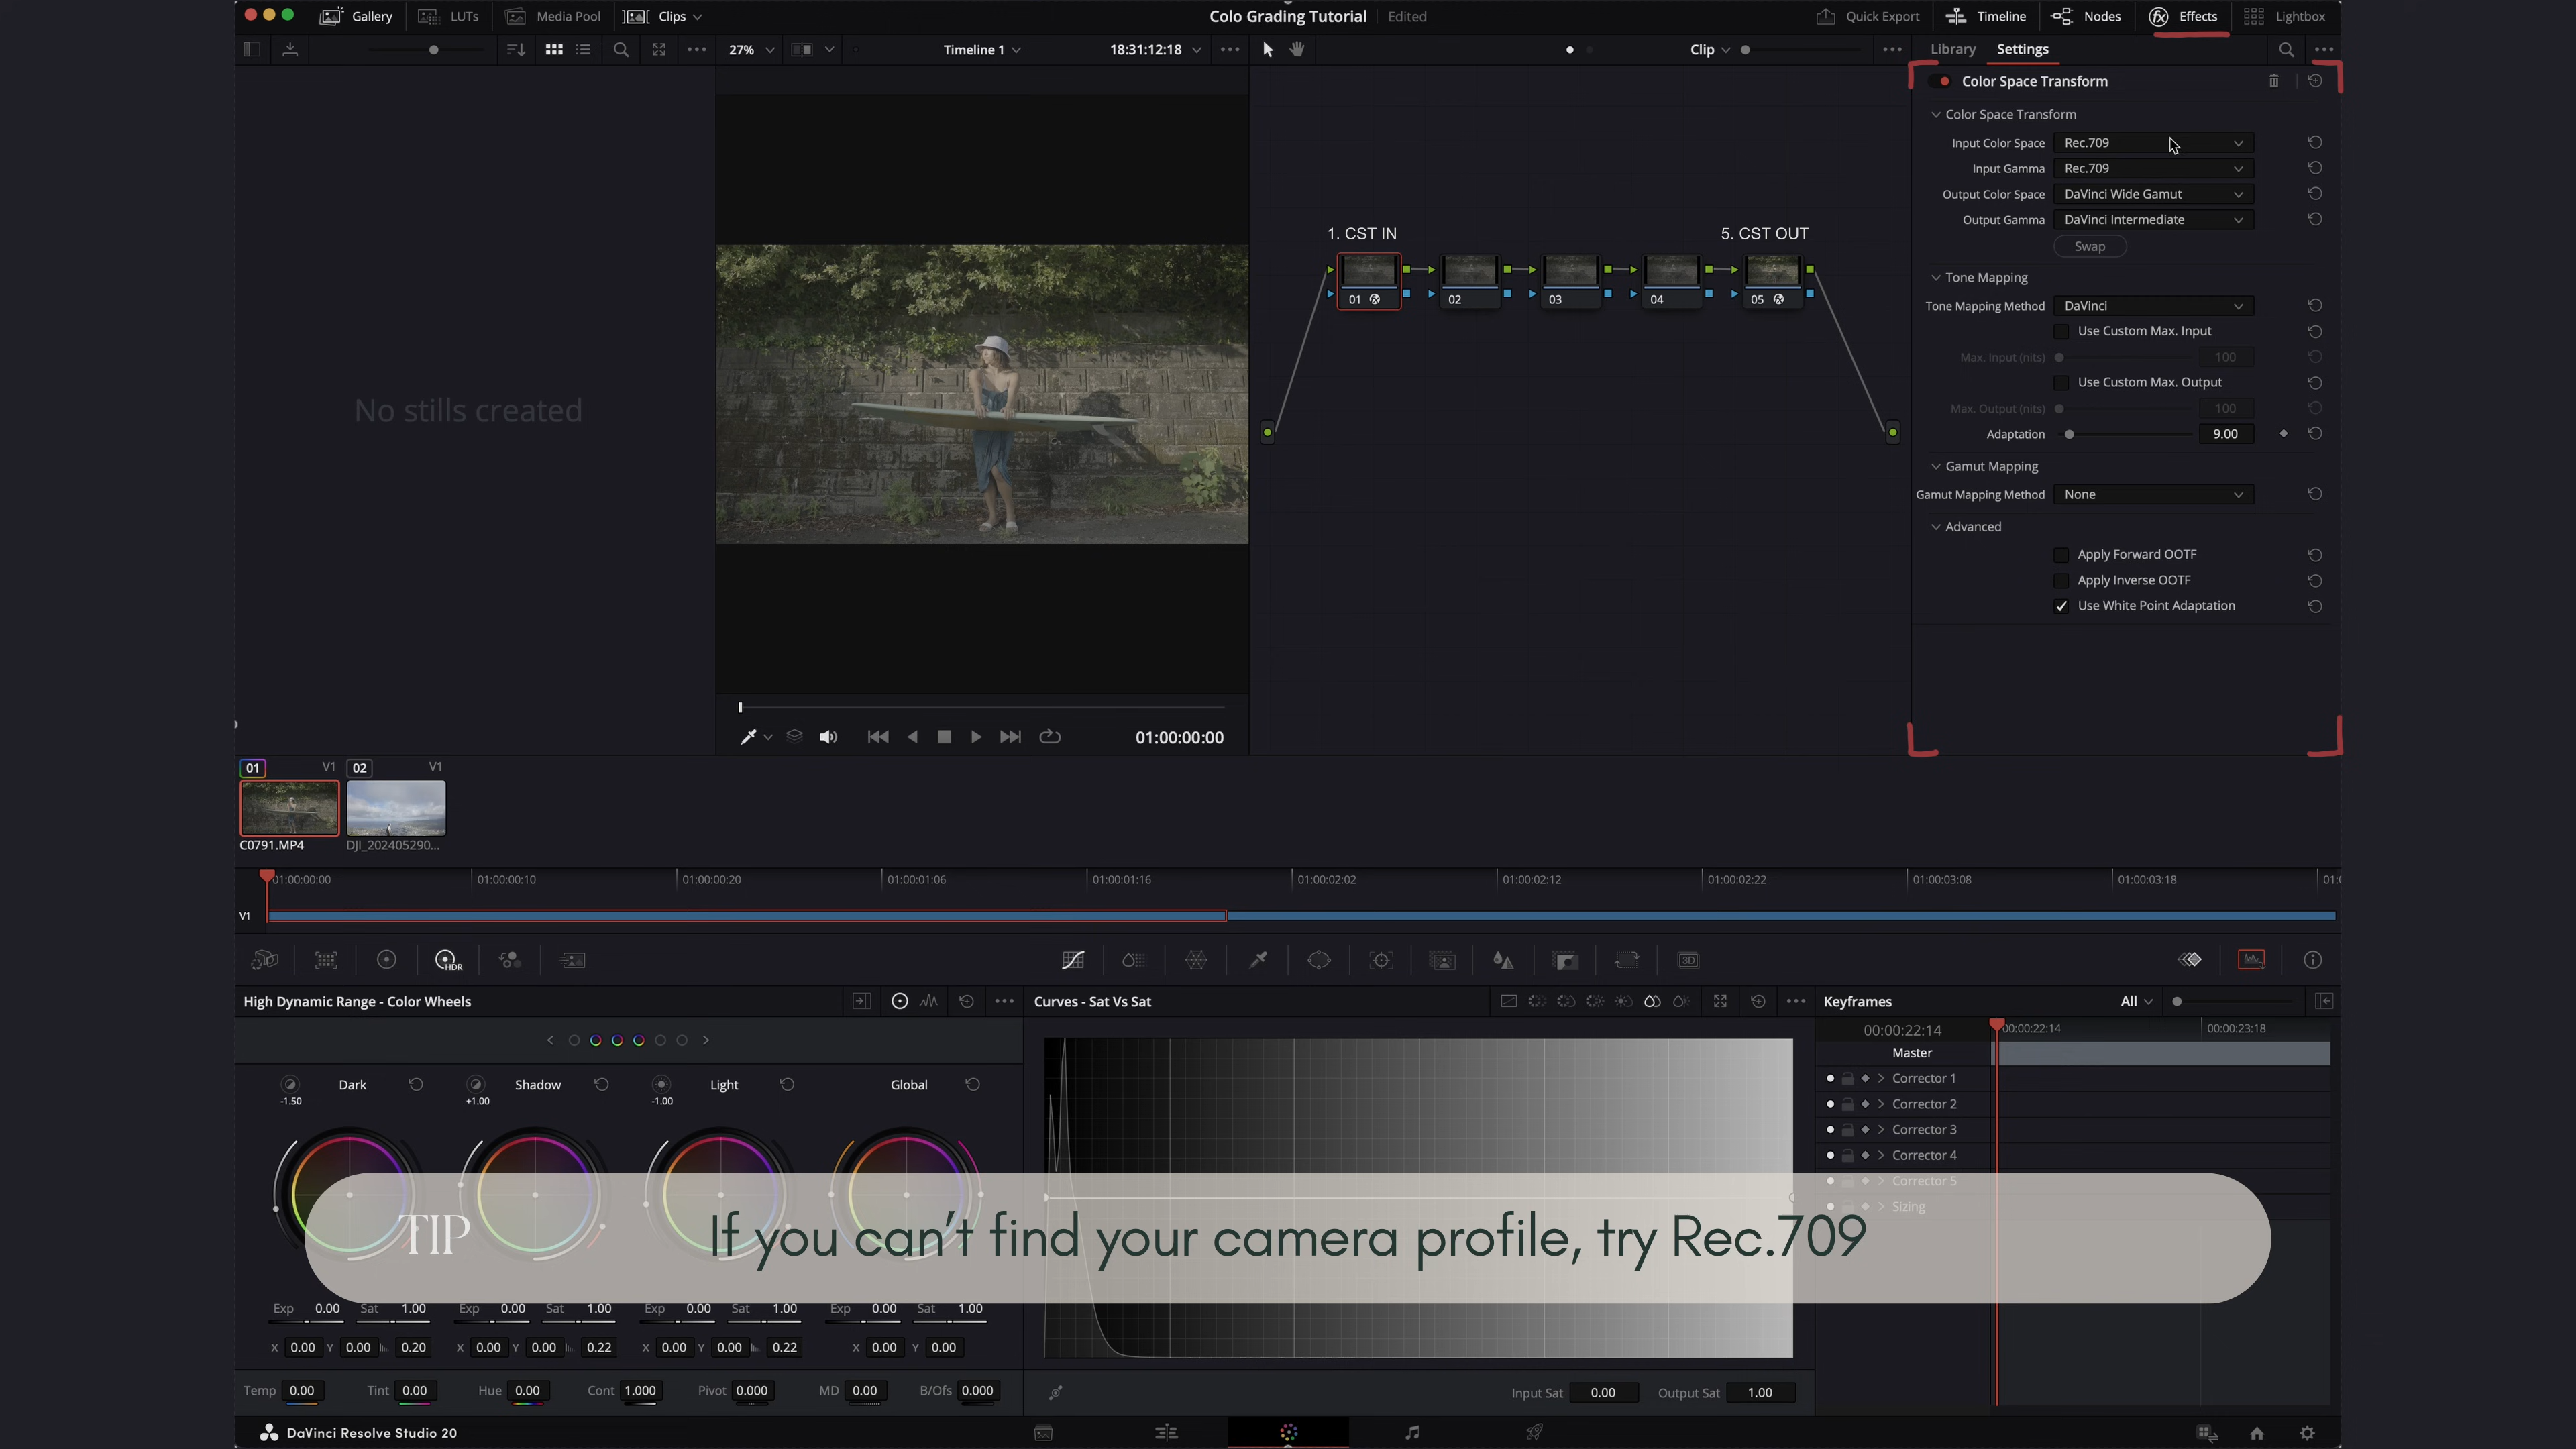 Gallery LUTs Media Pool Clips Colo Grading Tutorial Edited Quick Export Timeline Nodes Effects Lightbox
27% Timeline 1 18:31:12:18 Clip Library Settings
Color Space Transform
Color Space Transform
Input Color Space Rec.709
Input Gamma Rec.709
Output Color Space DaVinci Wide Gamut
Output Gamma DaVinci Intermediate
Swap
Tone Mapping
Tone Mapping Method DaVinci
Use Custom Max. Input
Max. Input (nits) 100
Use Custom Max. Output
Max. Output (nits) 100
Adaptation 9.00
Gamut Mapping
Gamut Mapping Method None
Advanced
Apply Forward OOTF
Apply Inverse OOTF
Use White Point Adaptation
1. CST IN 5. CST OUT
01 02 03 04 05
No stills created
01:00:00:00
01 V1 02 V1
C0791.MP4 DJI_202405290...
01:00:00:00 01:00:00:10 01:00:00:20 01:00:01:06 01:00:01:16 01:00:02:02 01:00:02:12 01:00:02:22 01:00:03:08 01:00:03:18 01:0
V1
HDR 3D
High Dynamic Range - Color Wheels Curves - Sat Vs Sat Keyframes All
00:00:22:14 00:00:22:14 00:00:23:18
Master
Corrector 1
Corrector 2
Corrector 3
Corrector 4
Corrector 5
Sizing
Dark Shadow Light Global
-1.50 +1.00 -1.00
TIP If you can't find your camera profile, try Rec.709
Exp 0.00 Sat 1.00 Exp 0.00 Sat 1.00 Exp 0.00 Sat 1.00 Exp 0.00 Sat 1.00
X 0.00 Y 0.00 0.20 X 0.00 Y 0.00 0.22 X 0.00 Y 0.00 0.22 X 0.00 Y 0.00
Temp 0.00 Tint 0.00 Hue 0.00 Cont 1.000 Pivot 0.000 MD 0.00 B/Ofs 0.000
Input Sat 0.00 Output Sat 1.00
DaVinci Resolve Studio 20